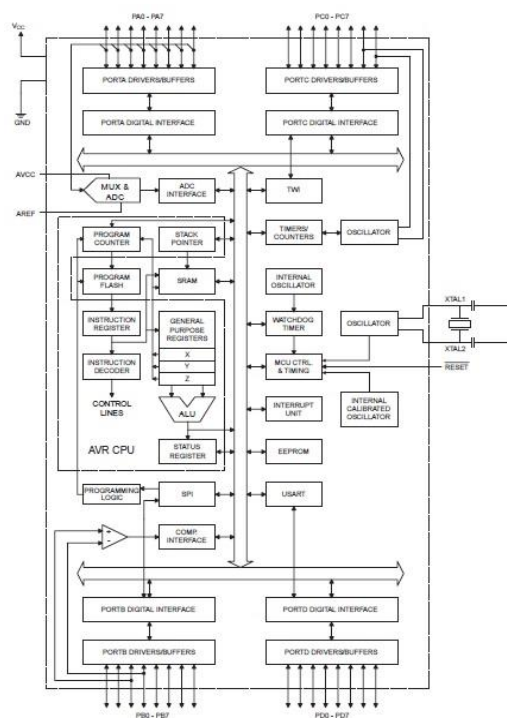 PA0 - PA7
PC0 - PC7
VCC
PORTA DRIVERS/BUFFERS
PORTC DRIVERS/BUFFERS
PORTA DIGITAL INTERFACE
PORTC DIGITAL INTERFACE
GND
AVCC
MUX &
ADC
ADC
INTERFACE
TWI
AREF
PROGRAM
COUNTER
STACK
POINTER
TIMERS/
COUNTERS
OSCILLATOR
PROGRAM
FLASH
SRAM
INTERNAL
OSCILLATOR
XTAL1
INSTRUCTION
REGISTER
GENERAL
PURPOSE
REGISTERS
WATCHDOG
TIMER
OSCILLATOR
X
XTAL2
INSTRUCTION
DECODER
Y
MCU CTRL.
& TIMING
RESET
Z
CONTROL
LINES
ALU
INTERRUPT
UNIT
INTERNAL
CALIBRATED
OSCILLATOR
AVR CPU
STATUS
REGISTER
EEPROM
PROGRAMMING
LOGIC
SPI
USART
+
-
COMP.
INTERFACE
PORTB DIGITAL INTERFACE
PORTD DIGITAL INTERFACE
PORTB DRIVERS/BUFFERS
PORTD DRIVERS/BUFFERS
PB0 - PB7
PD0 - PD7